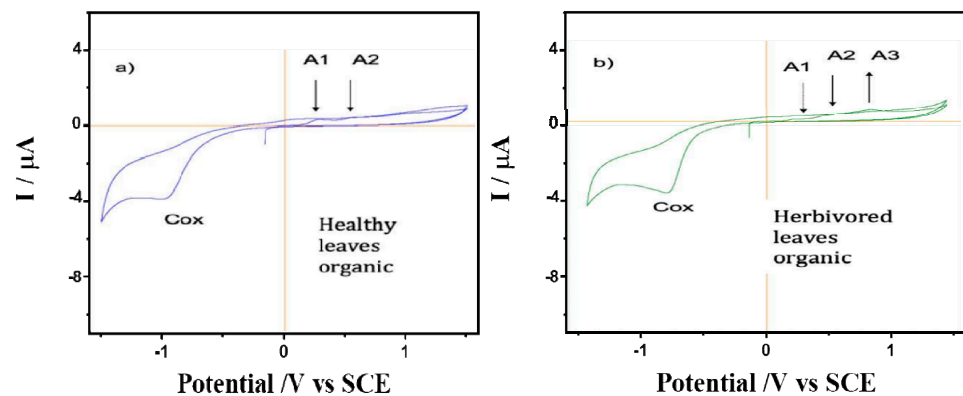 4
a)
A1
A2
0
I / μA
-4
Cox
Healthy
leaves
organic
-8
-1
0
1
Potential /V vs SCE
4
b)
A1
A2
A3
0
I / μA
-4
Cox
Herbivored
leaves
organic
-8
-1
0
1
Potential /V vs SCE